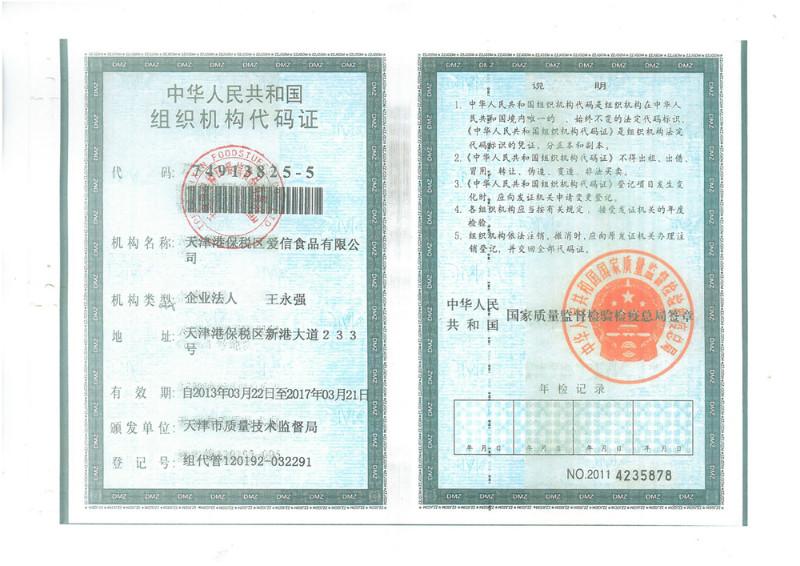 中华人民共和国
组织机构代码证
代 码: 74913825-5
机构名称: 天津港保税区爱信食品有限公
司
机构类型: 企业法人 王永强
地 址: 天津港保税区新港大道233
号
有 效 期: 自2013年03月22日至2017年03月21日
颁发单位: 天津市质量技术监督局
登 记 号: 组代管120192-032291
说 明
1. 中华人民共和国组织机构代码是组织机构在中华人
民共和国境内唯一的、始终不变的法定代码标识，
《中华人民共和国组织机构代码证》是组织机构法定
代码标识的凭证，分正本和副本。
2. 《中华人民共和国组织机构代码证》不得出租、出借、
冒用、转让、伪造、变造、非法买卖。
3. 《中华人民共和国组织机构代码证》登记项目发生变
化时，应向发证机关申请变更登记。
4. 各组织机构应当按有关规定，接受发证机关的年度
检验。
5. 组织机构依法注销、撤消时，应向原发证机关办理注
销登记，并交回全部代码证。
中华人民
共和国
国家质量监督检验检疫总局签章
中华人民共和国国家质量监督检验检疫总局
年检记录
年 月 日 年 月 日 年 月 日 年 月 日
NO.2011 4235878